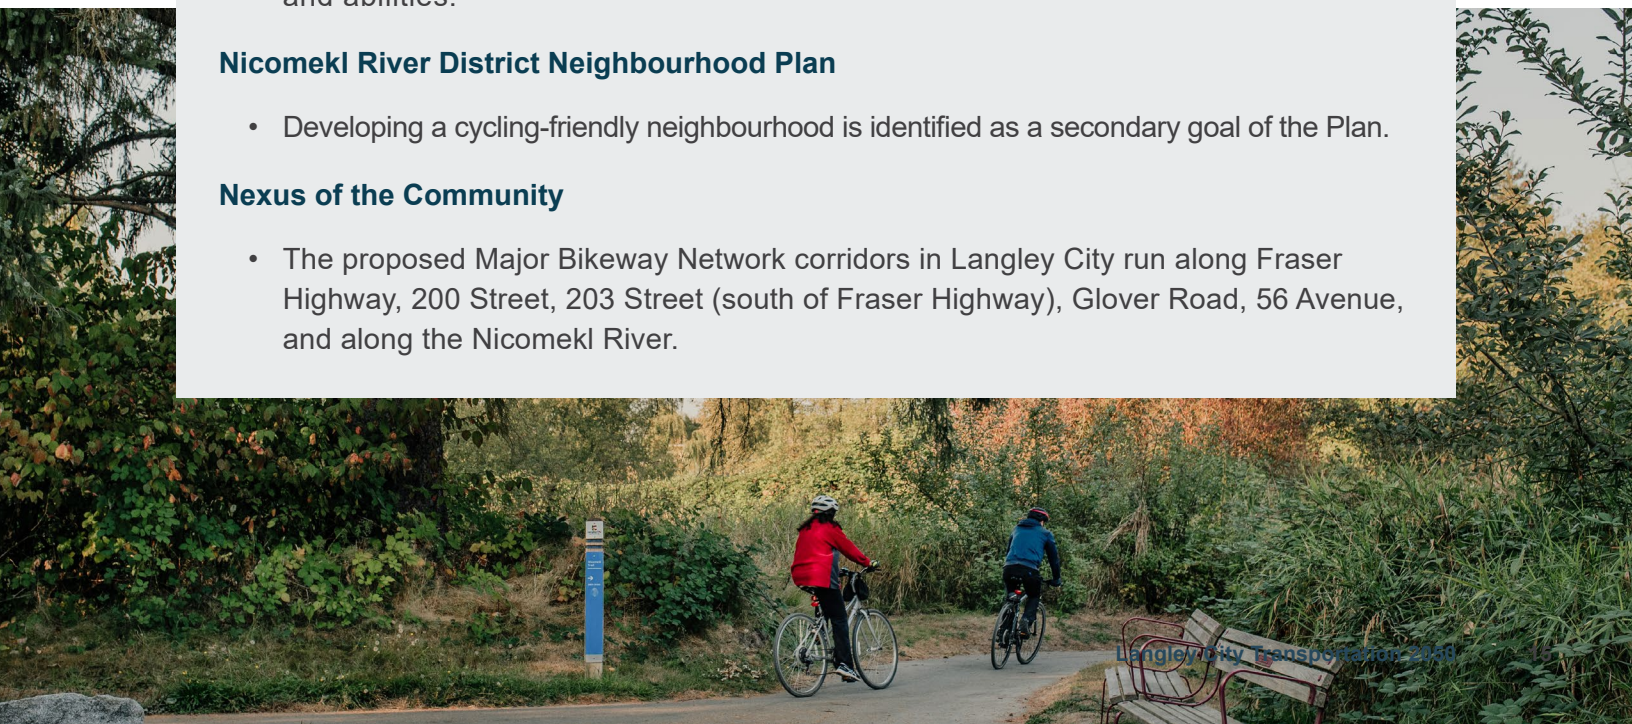 and abilities.
Nicomekl River District Neighbourhood Plan
• Developing a cycling-friendly neighbourhood is identified as a secondary goal of the Plan.
Nexus of the Community
• The proposed Major Bikeway Network corridors in Langley City run along Fraser
Highway, 200 Street, 203 Street (south of Fraser Highway), Glover Road, 56 Avenue,
and along the Nicomekl River.
Langley City Transportation